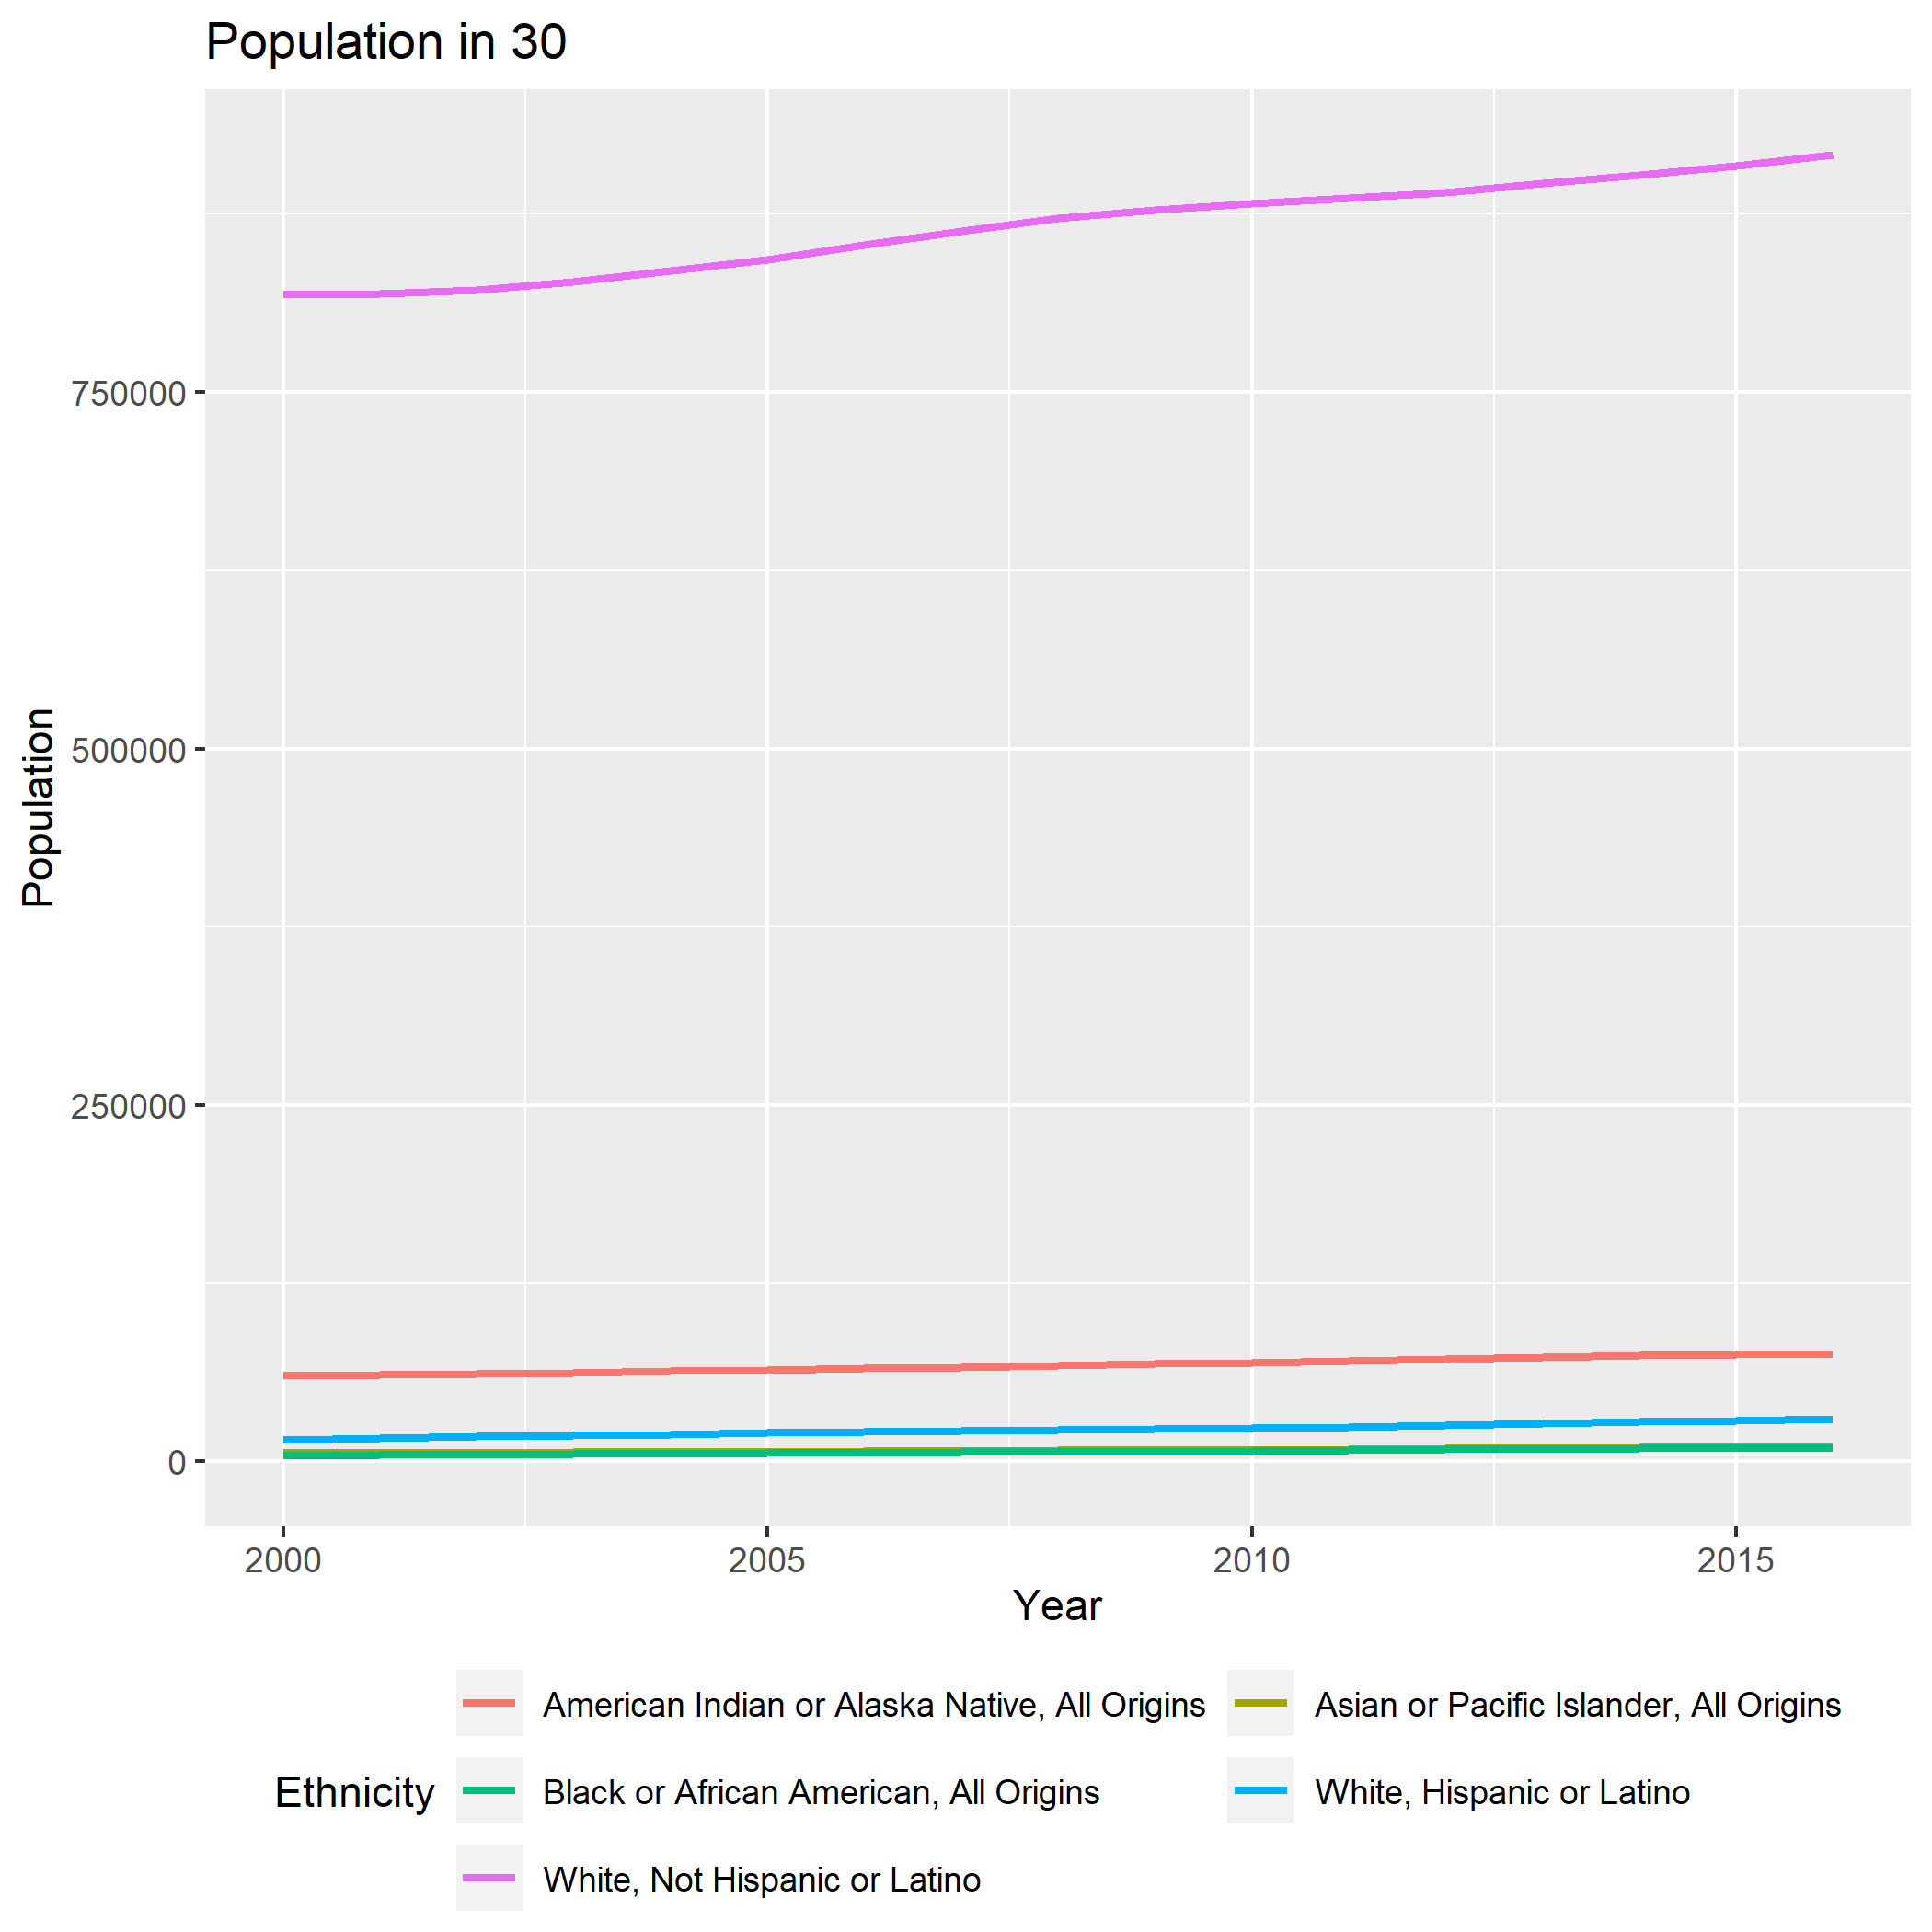 Population in 30
Population
750000
500000
250000
0
2000 2005 2010 2015
Year
Ethnicity
American Indian or Alaska Native, All Origins
Asian or Pacific Islander, All Origins
Black or African American, All Origins
White, Hispanic or Latino
White, Not Hispanic or Latino